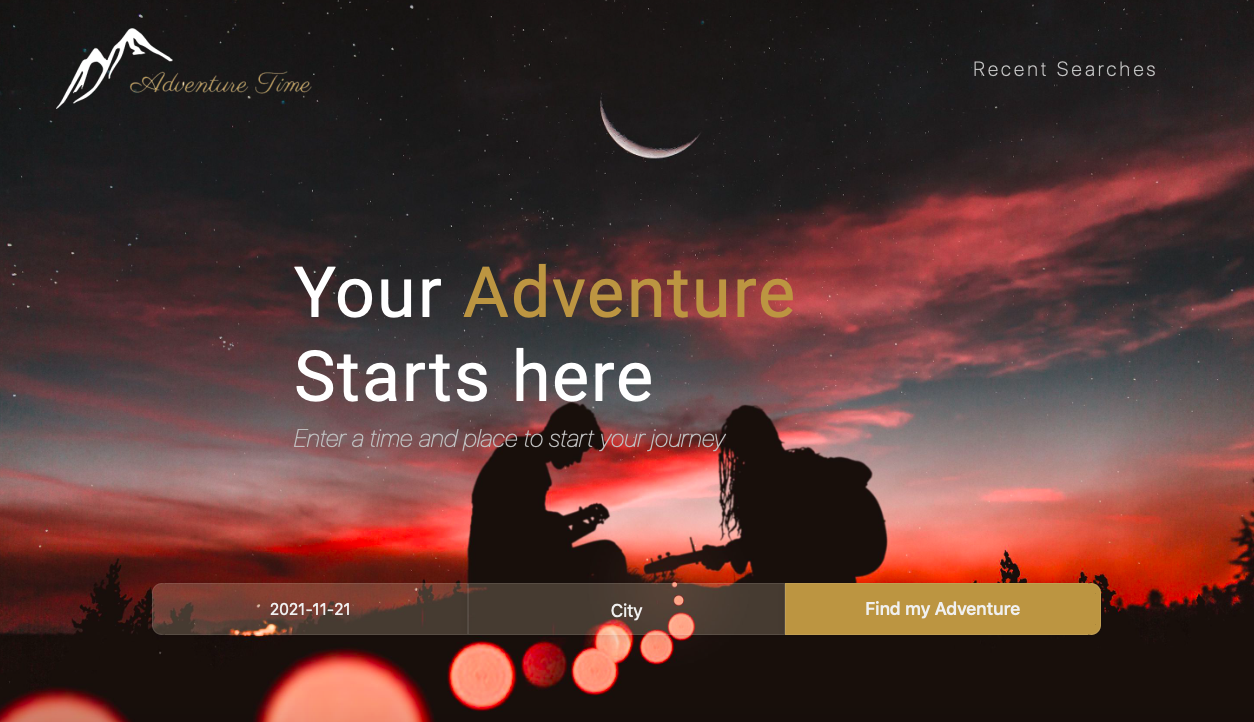 Adventure Time
Recent Searches
Your Adventure
Starts here
Enter a time and place to start your journey
2021-11-21
City
Find my Adventure